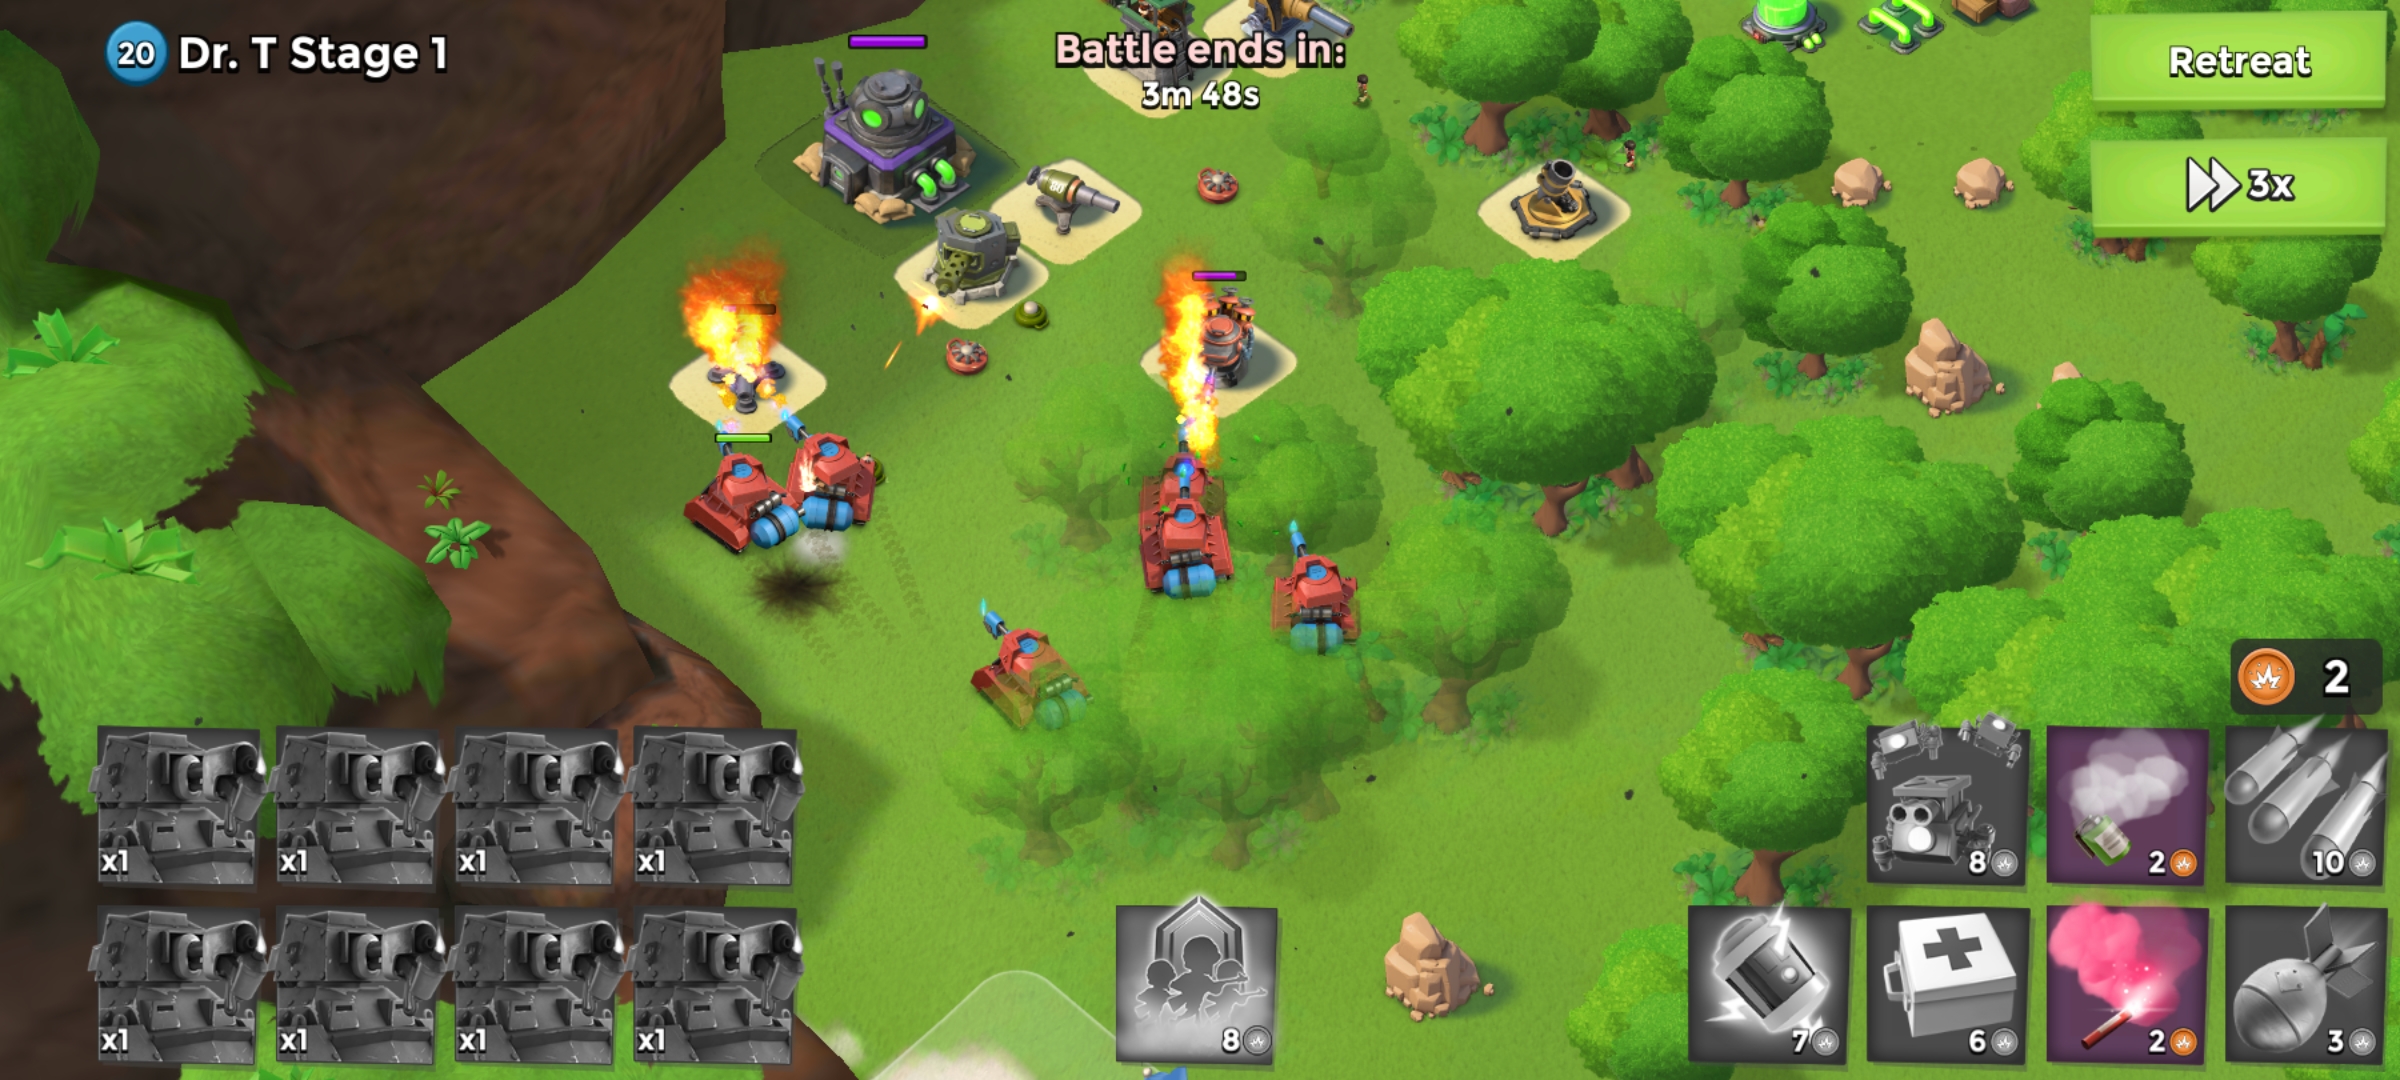 20 Dr. T Stage 1
Battle ends in:
3m 48s
Retreat
3x
80
2
x1 x1 x1 x1
8 2 10
x1 x1 x1 x1
8 7 6 2 3